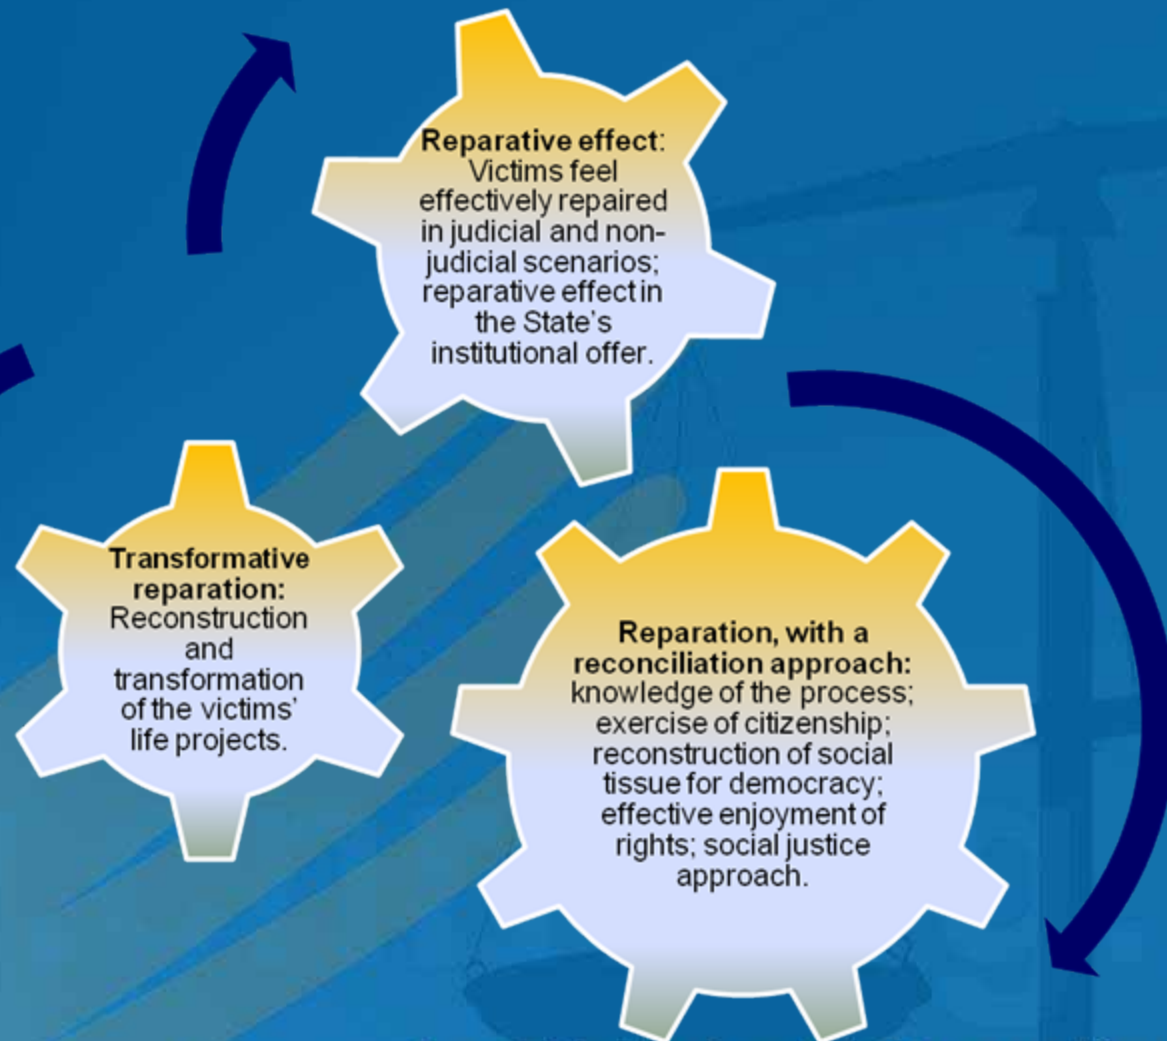 Reparative effect:
Victims feel
effectively repaired
in judicial and non-
judicial scenarios;
reparative effect in
the State's
institutional offer.
Transformative
reparation:
Reconstruction
and
transformation
of the victims'
life projects.
Reparation, with a
reconciliation approach:
knowledge of the process;
exercise of citizenship;
reconstruction of social
tissue for democracy;
effective enjoyment of
rights; social justice
approach.